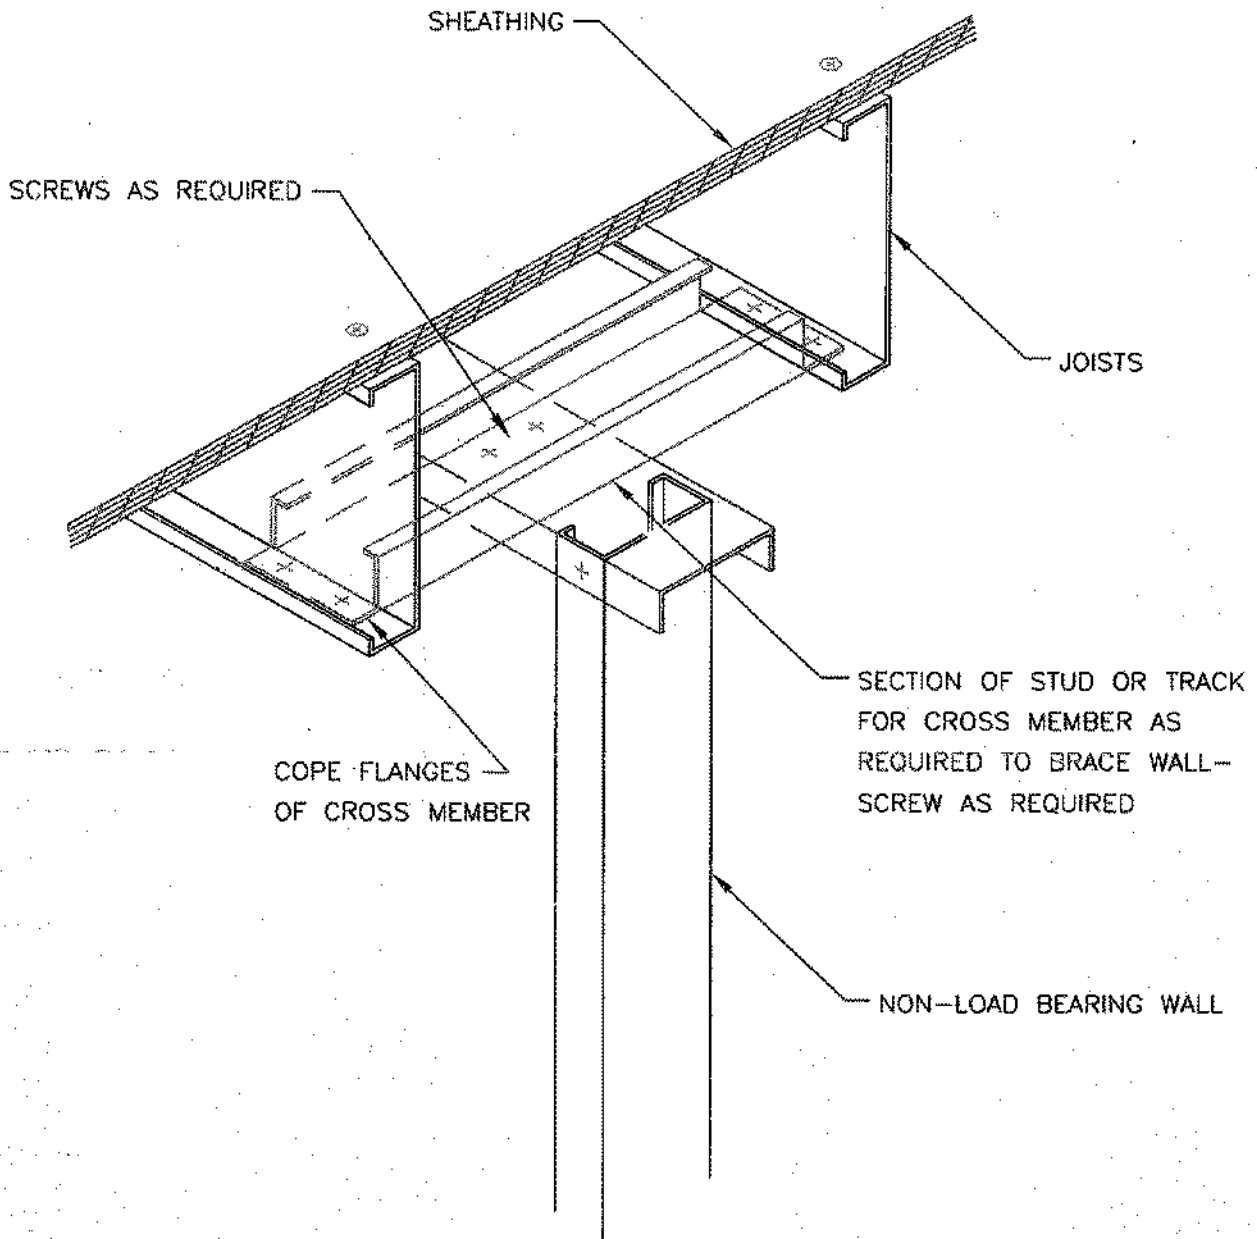 SHEATHING
SCREWS AS REQUIRED
JOISTS
SECTION OF STUD OR TRACK
FOR CROSS MEMBER AS
REQUIRED TO BRACE WALL-
SCREW AS REQUIRED
COPE FLANGES
OF CROSS MEMBER
NON-LOAD BEARING WALL